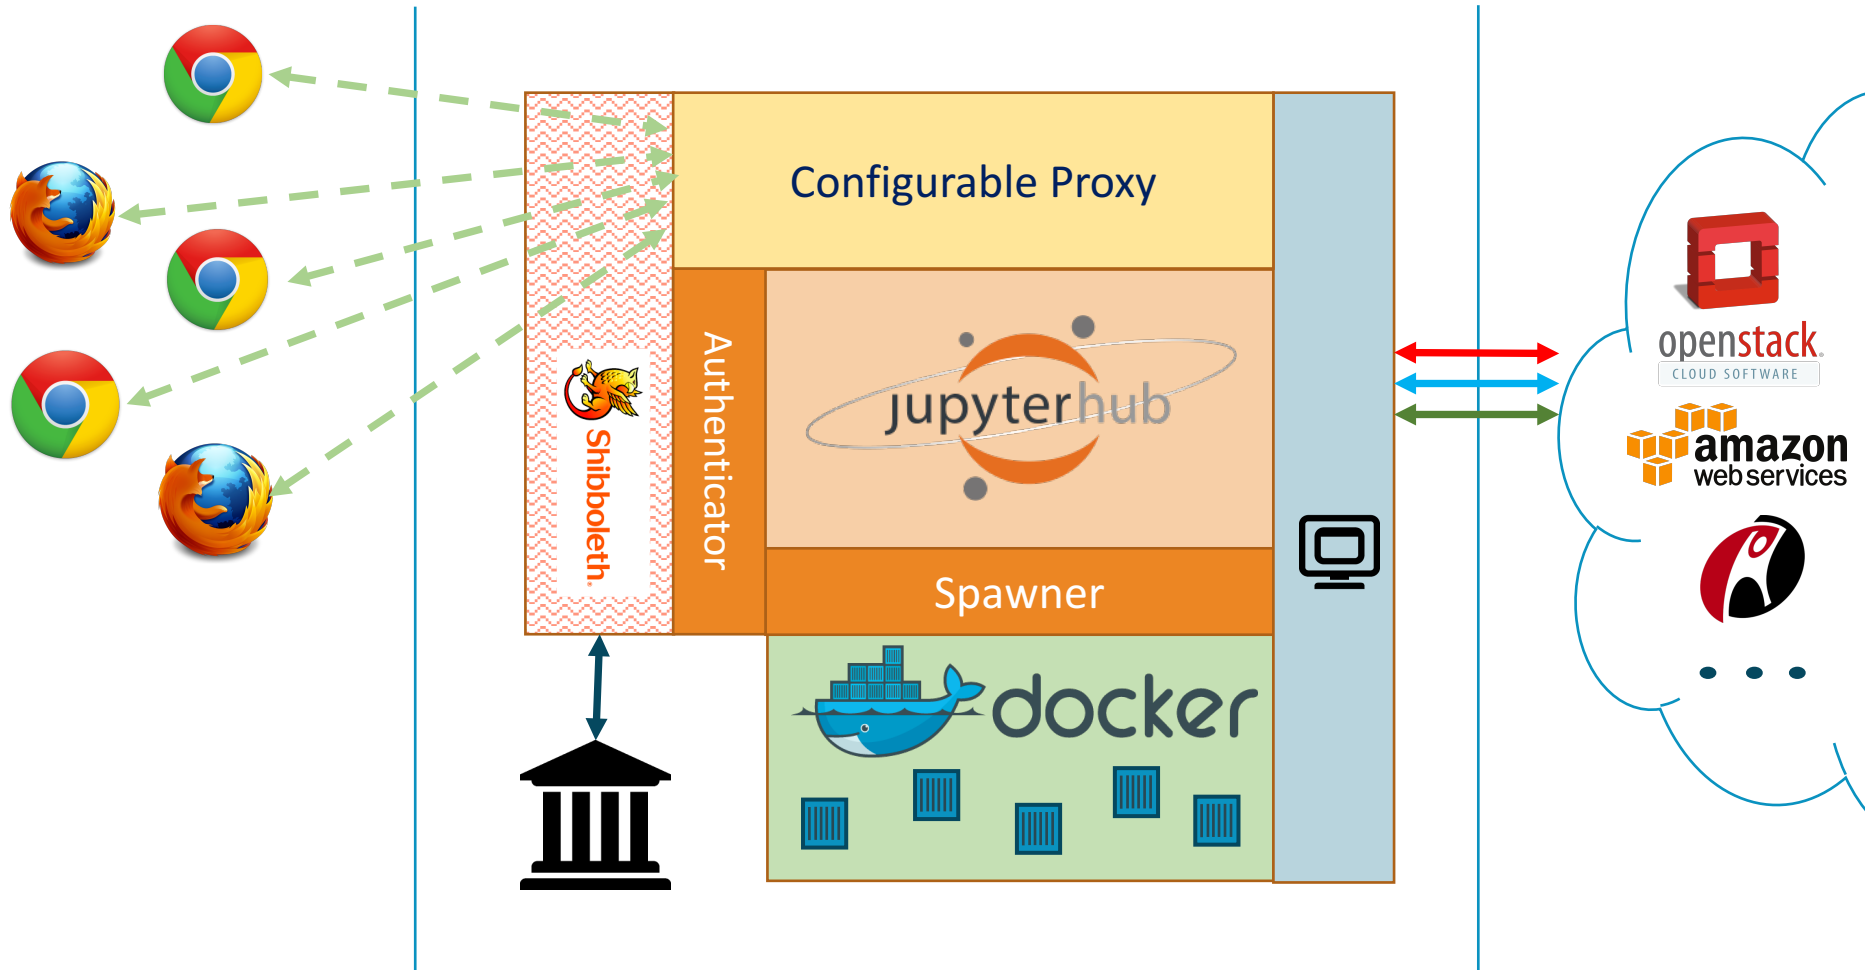 Configurable Proxy
Shibboleth.
Authenticator
jupyterhub
Spawner
docker
openstack.
CLOUD SOFTWARE
amazon
web services